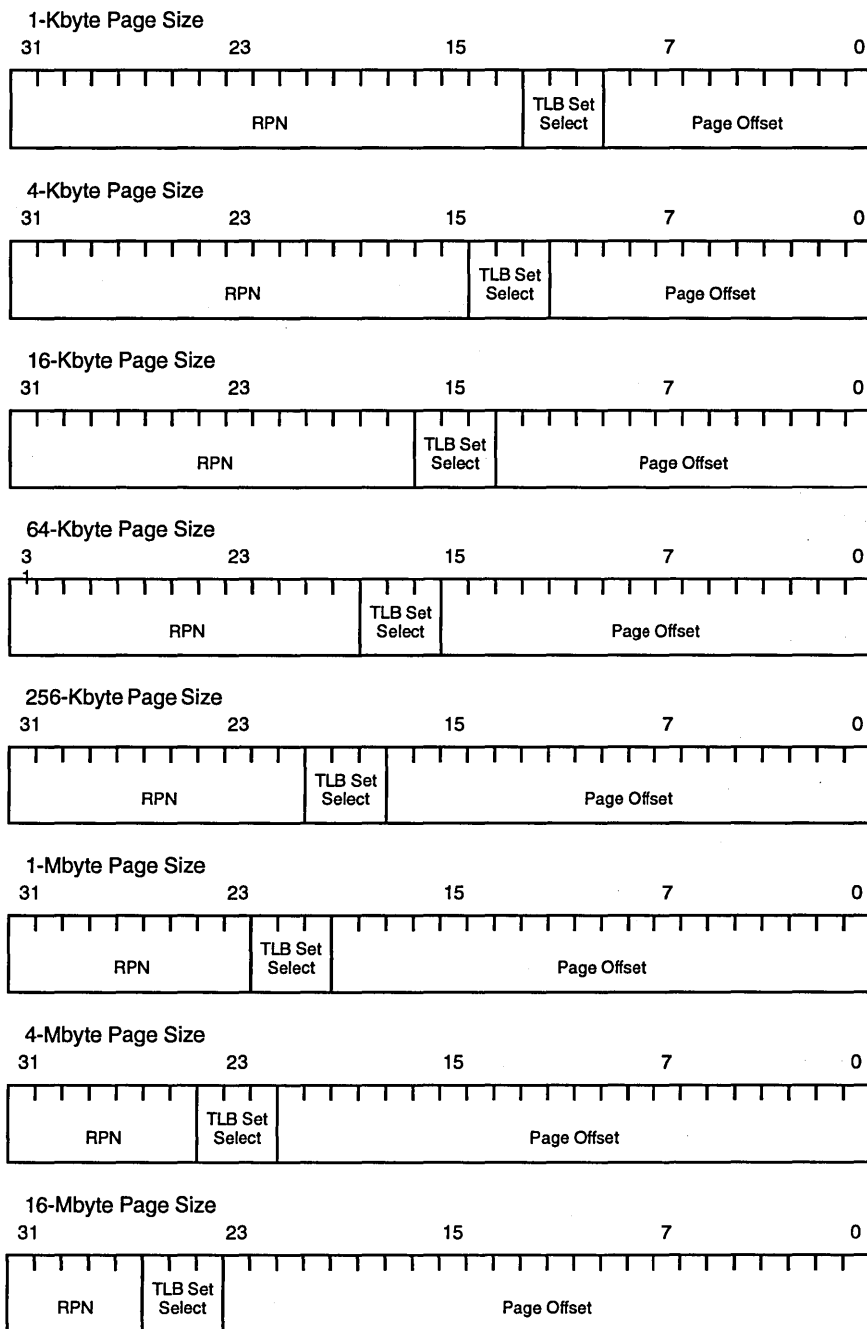 1-Kbyte Page Size
31 23 15 7 0
RPN TLB Set Select Page Offset
4-Kbyte Page Size
31 23 15 7 0
RPN TLB Set Select Page Offset
16-Kbyte Page Size
31 23 15 7 0
RPN TLB Set Select Page Offset
64-Kbyte Page Size
31 23 15 7 0
RPN TLB Set Select Page Offset
256-Kbyte Page Size
31 23 15 7 0
RPN TLB Set Select Page Offset
1-Mbyte Page Size
31 23 15 7 0
RPN TLB Set Select Page Offset
4-Mbyte Page Size
31 23 15 7 0
RPN TLB Set Select Page Offset
16-Mbyte Page Size
31 23 15 7 0
RPN TLB Set Select Page Offset